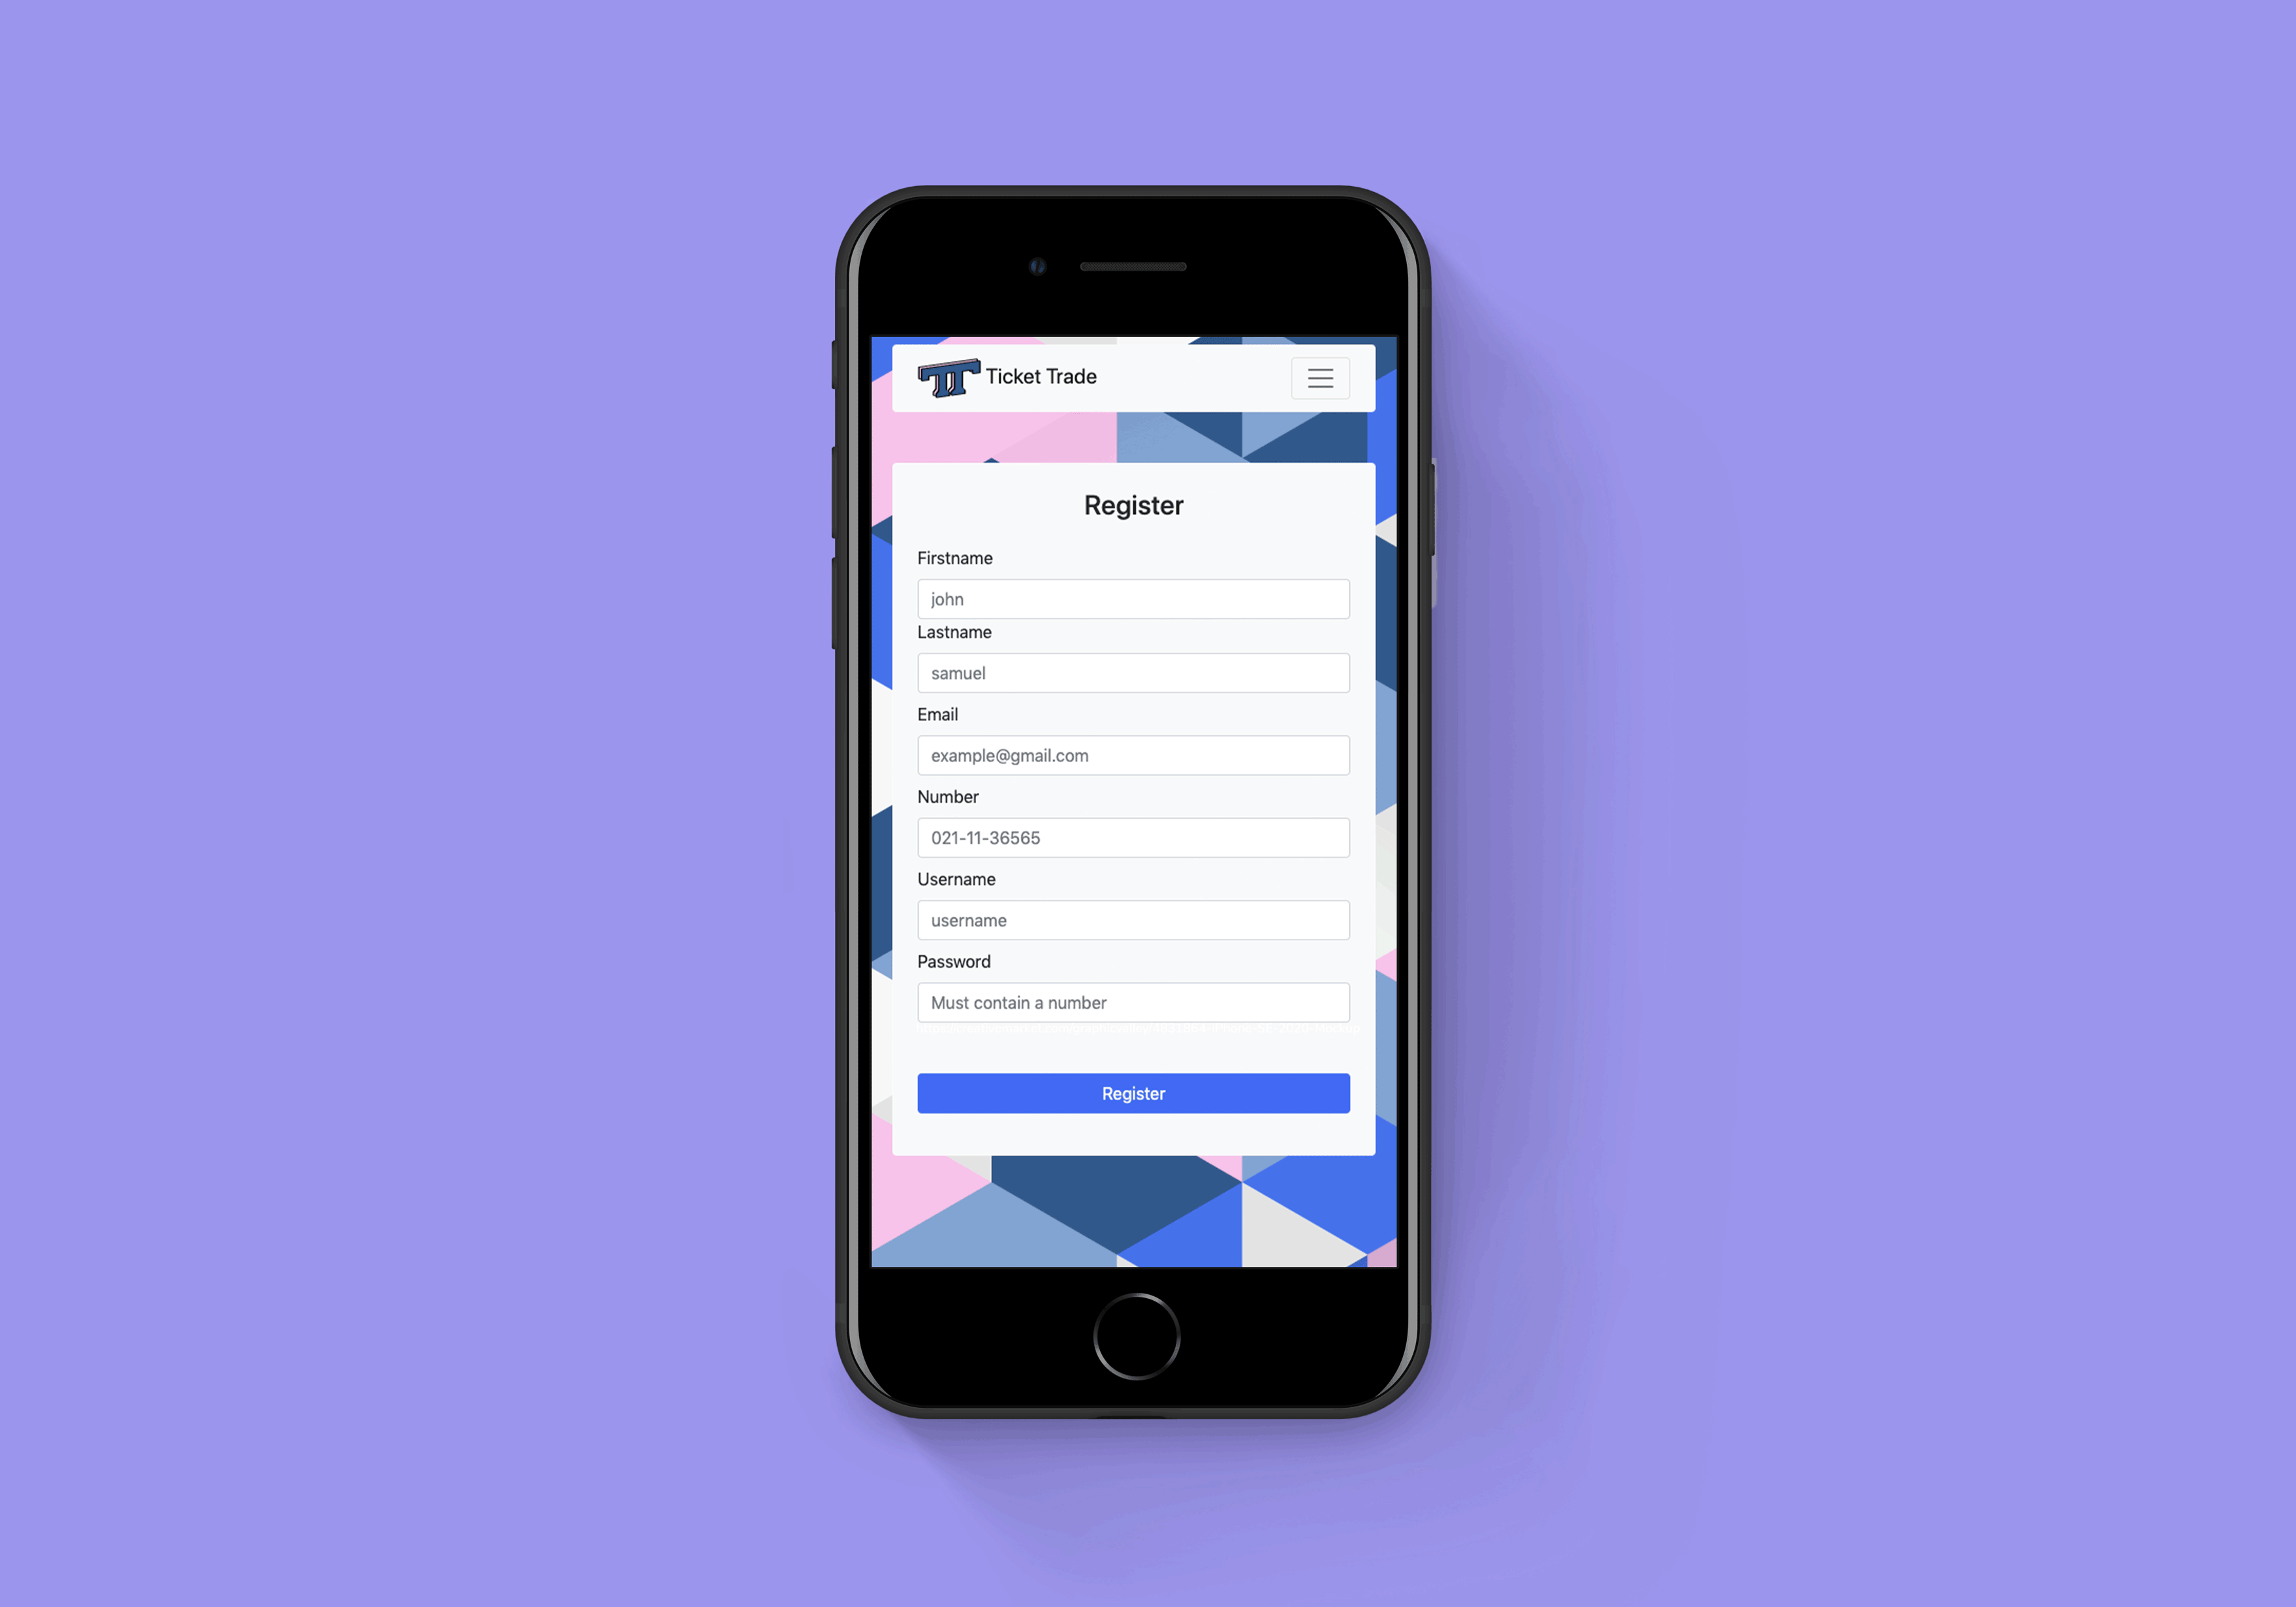 TT Ticket Trade
Register
Firstname
john
Lastname
samuel
Email
example@gmail.com
Number
021-11-36565
Username
username
Password
Must contain a number
Register